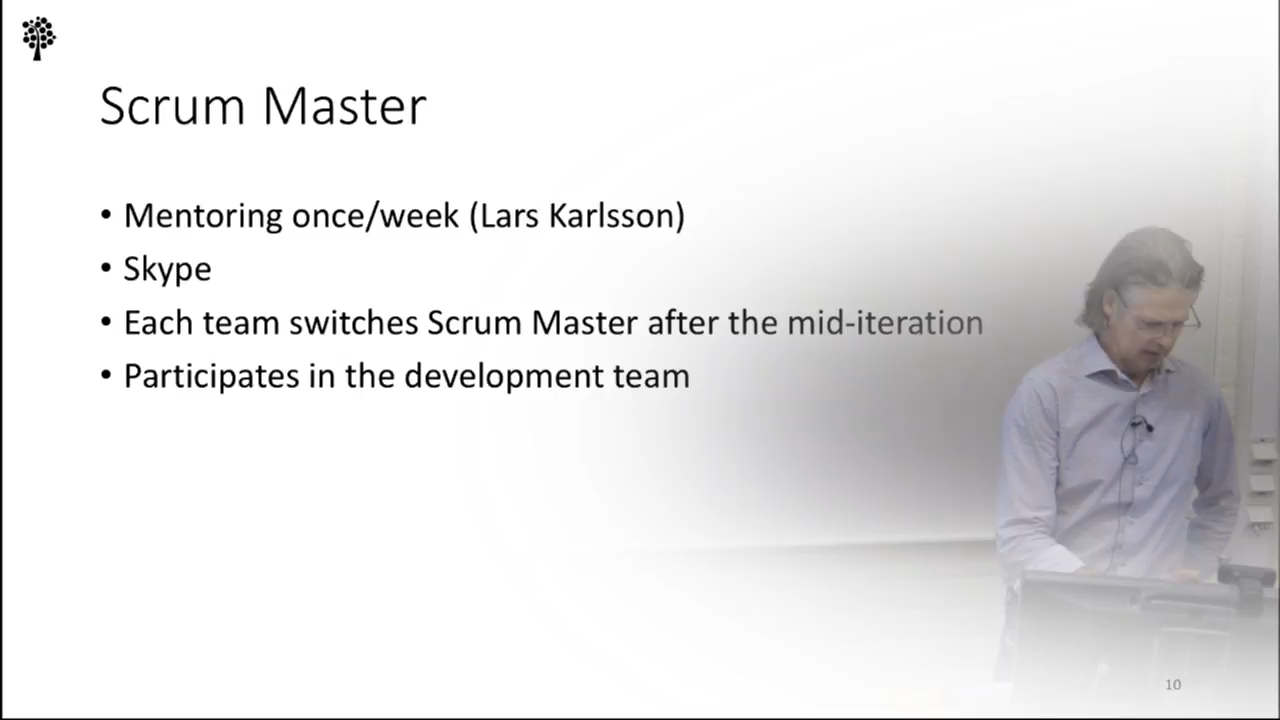 Scrum Master
• Mentoring once/week (Lars Karlsson)
• Skype
• Each team switches Scrum Master after the mid-iteration
• Participates in the development team
10